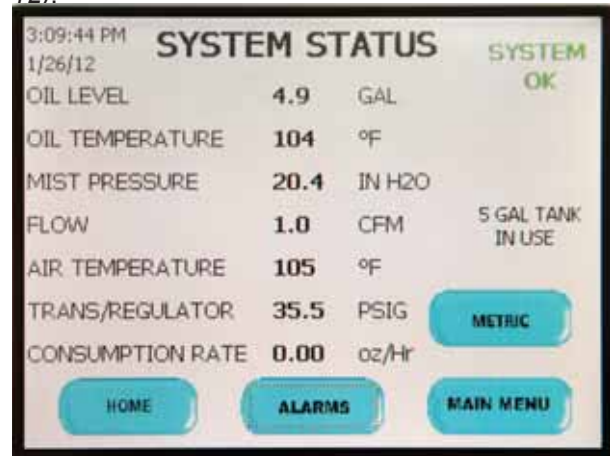 3:09:44 PM
1/26/12
SYSTEM STATUS
SYSTEM
OK
OIL LEVEL 4.9 GAL
OIL TEMPERATURE 104 °F
MIST PRESSURE 20.4 IN H2O
FLOW 1.0 CFM
5 GAL TANK
IN USE
AIR TEMPERATURE 105 °F
TRANS/REGULATOR 35.5 PSIG
METRIC
CONSUMPTION RATE 0.00 oz/Hr
HOME ALARMS MAIN MENU